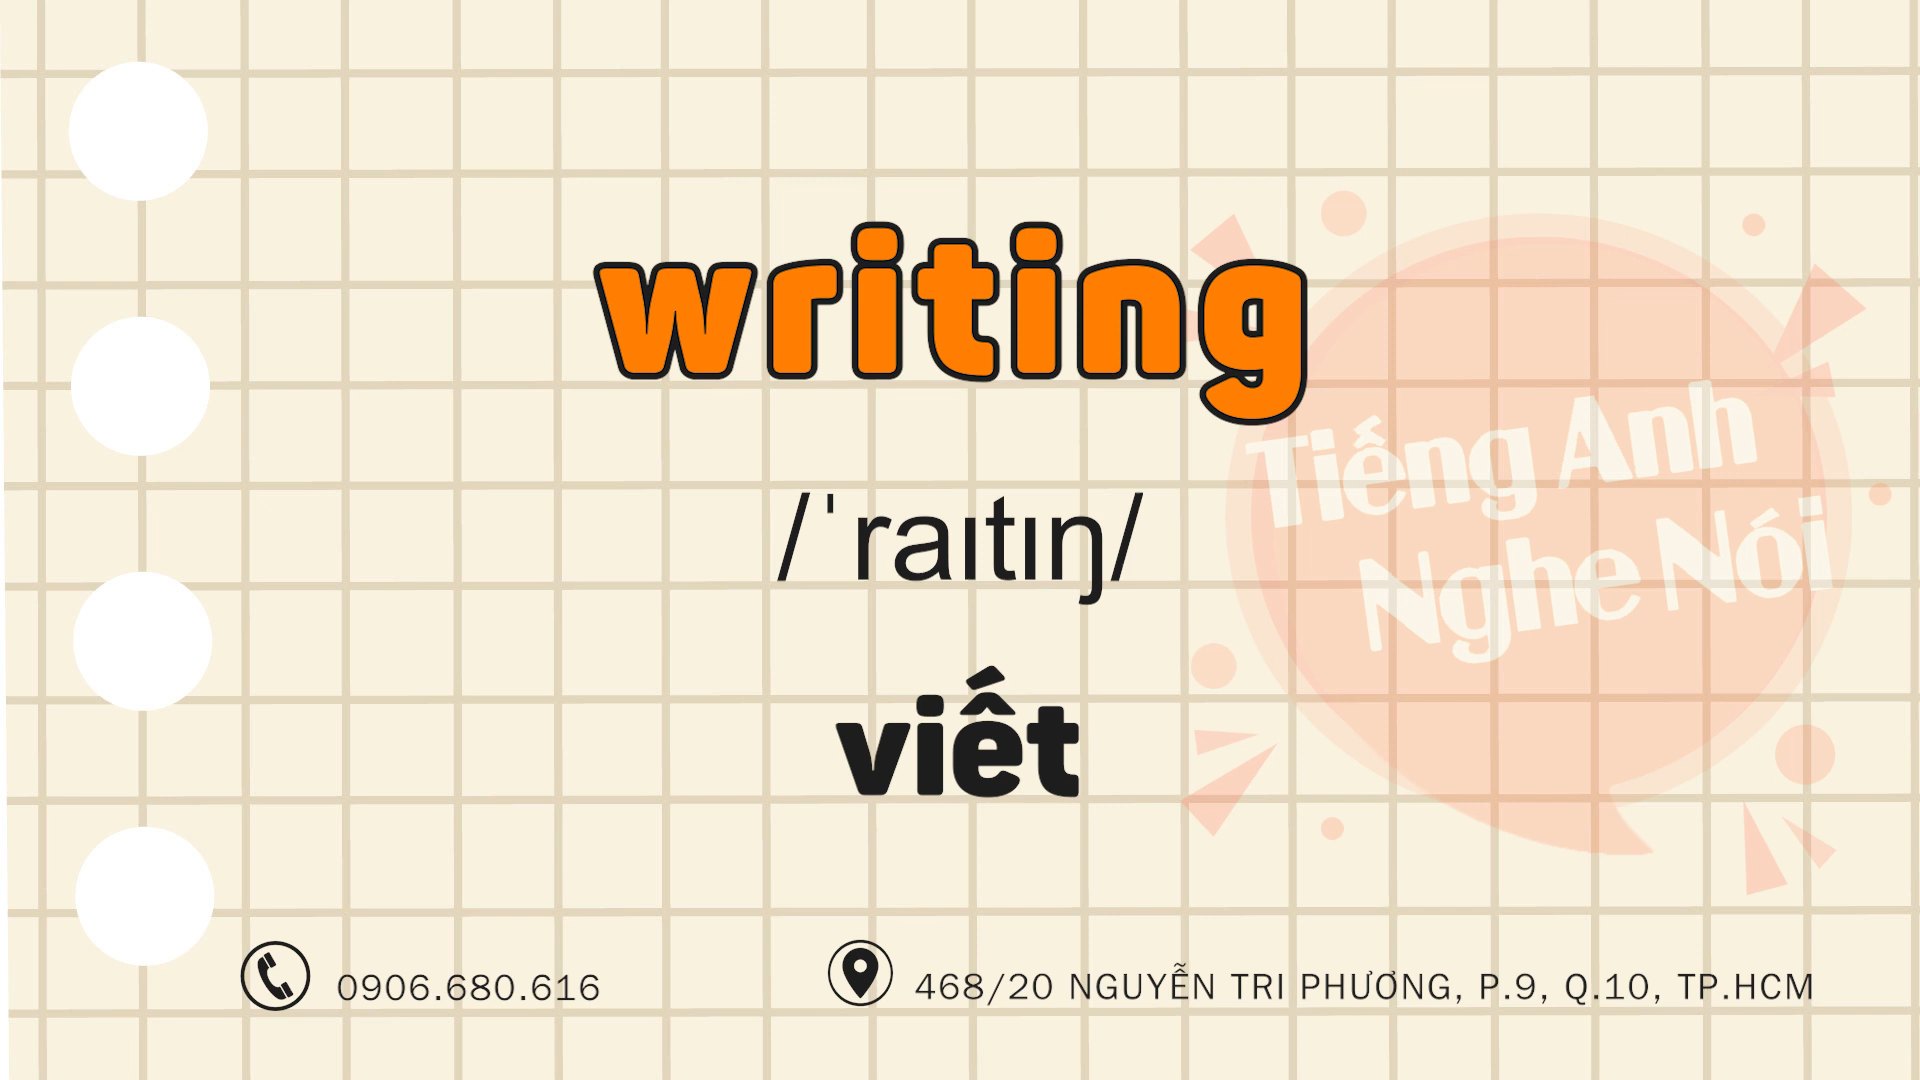 writing
/ˈraɪtɪŋ/
viết
Tiếng Anh
Nghe Nói
0906.680.616
468/20 NGUYỄN TRI PHƯƠNG, P.9, Q.10, TP.HCM